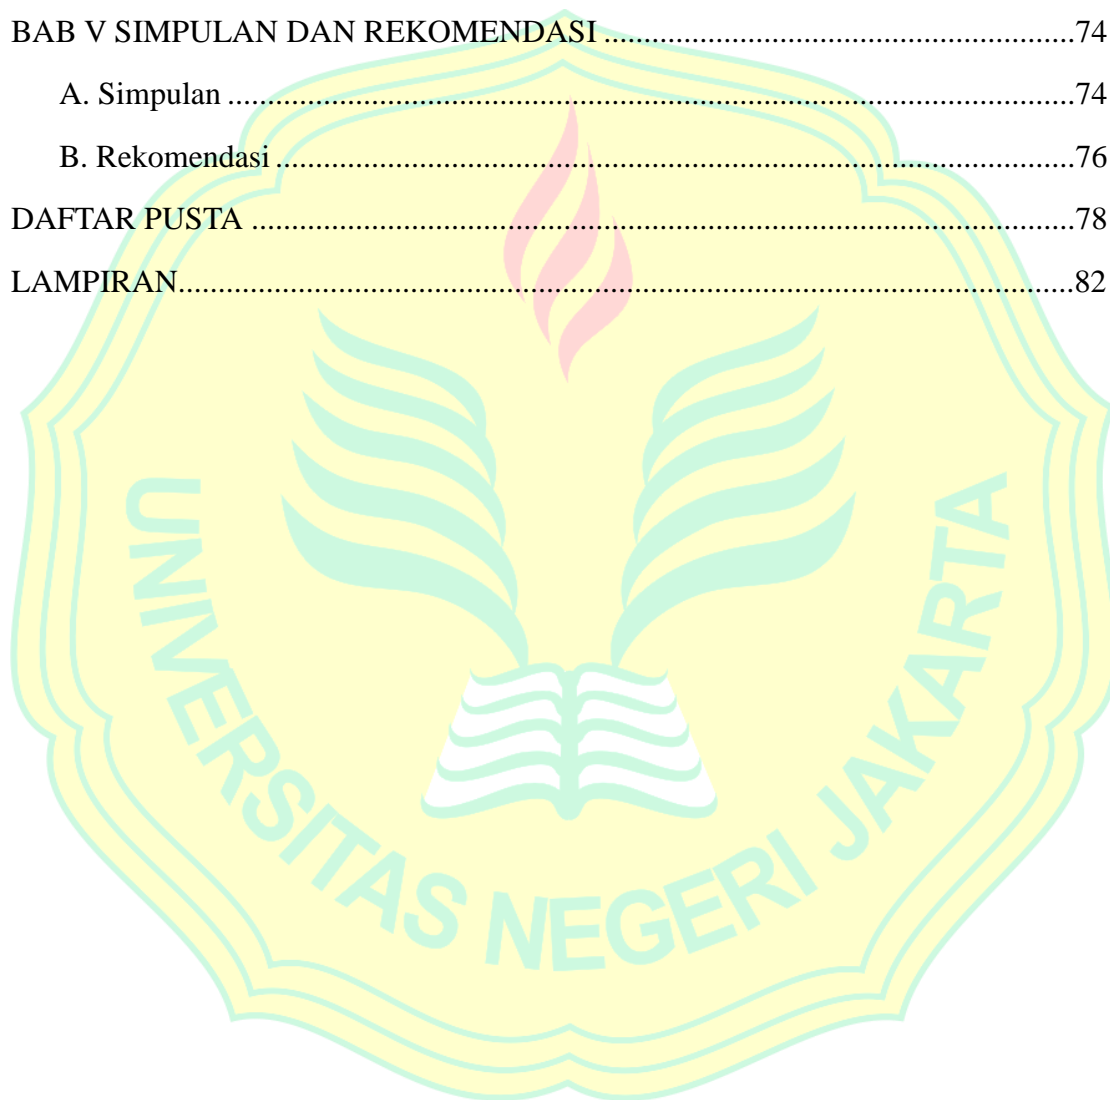 BAB V SIMPULAN DAN REKOMENDASI ........................................................... 74
A. Simpulan .......................................................................................................... 74
B. Rekomendasi .................................................................................................... 76
DAFTAR PUSTA ....................................................................................................... 78
LAMPIRAN................................................................................................................ 82
UNIVERSITAS NEGERI JAKARTA